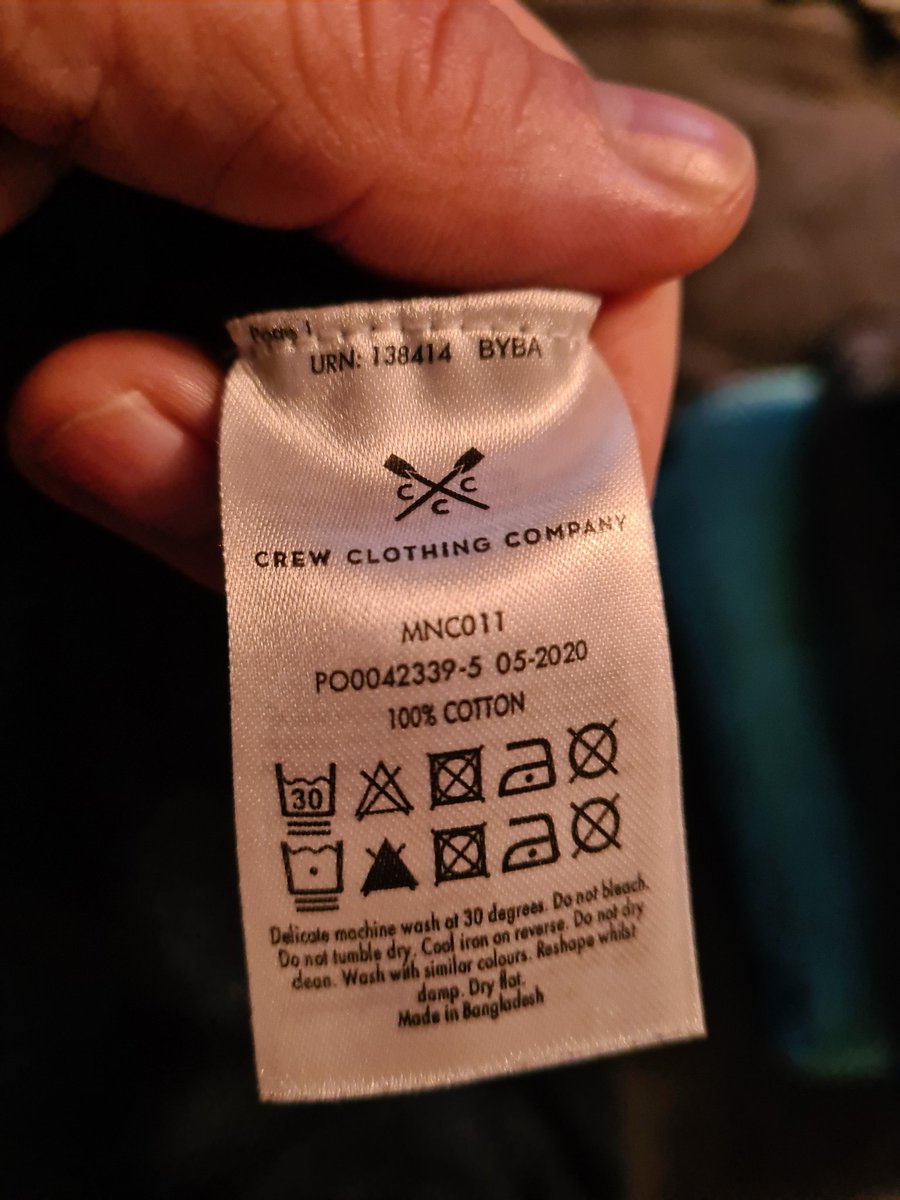 URN: 138414 BYBA
C C C
CREW CLOTHING COMPANY
MNC011
PO0042339-5 05-2020
100% COTTON
30
Delicate machine wash at 30 degrees. Do not bleach.
Do not tumble dry. Cool iron on reverse. Do not dry
clean. Wash with similar colours. Reshape whilst
damp. Dry flat.
Made in Bangladesh